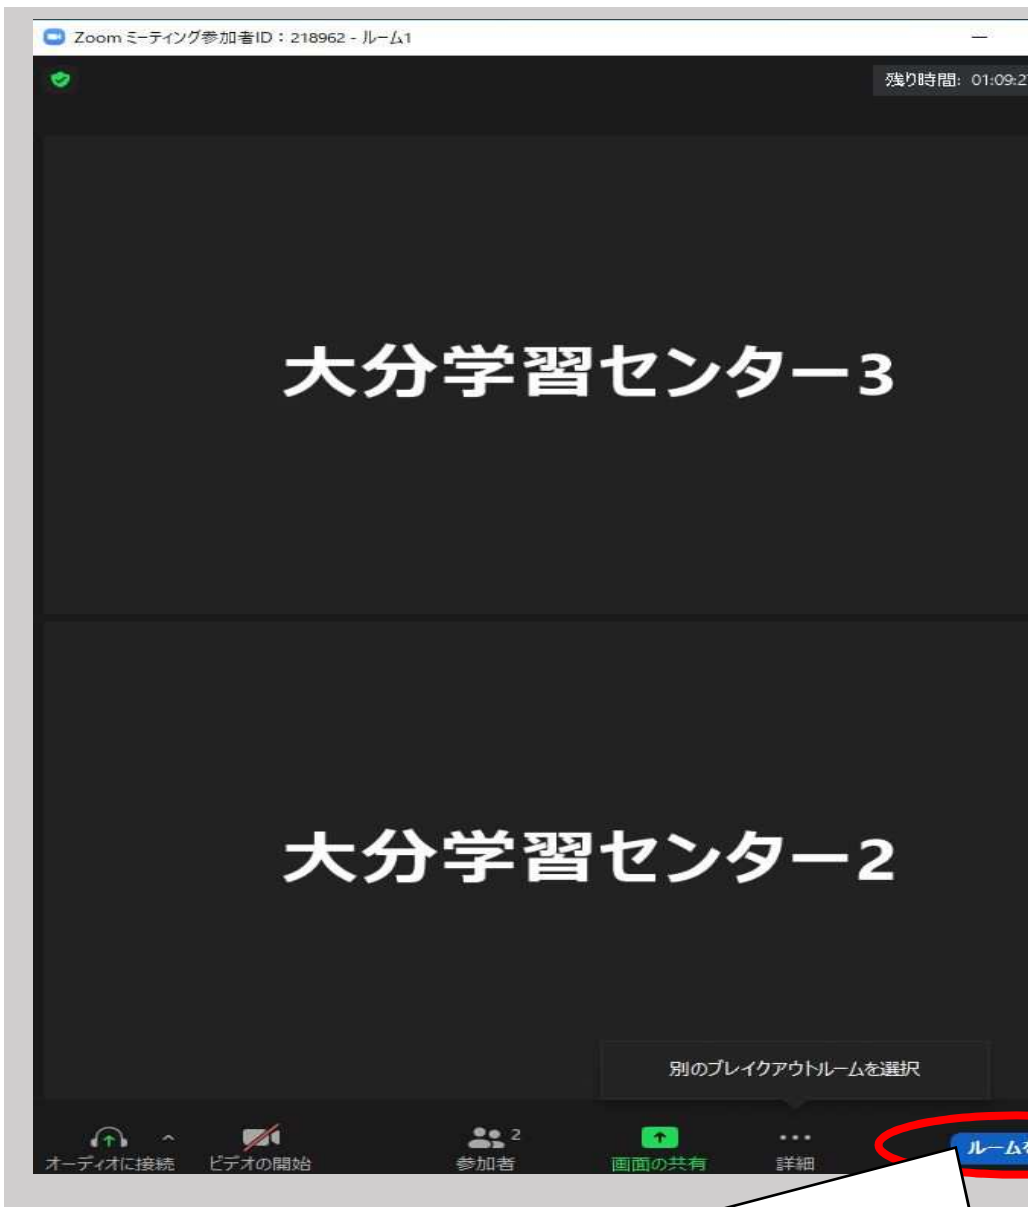 Zoom ミーティング参加者ID：218962 - ルーム1
残り時間: 01:09:2
大分学習センター3
大分学習センター2
別のブレイクアウトルームを選択
2
オーディオに接続 ビデオの開始 参加者 画面の共有 詳細 ルームを